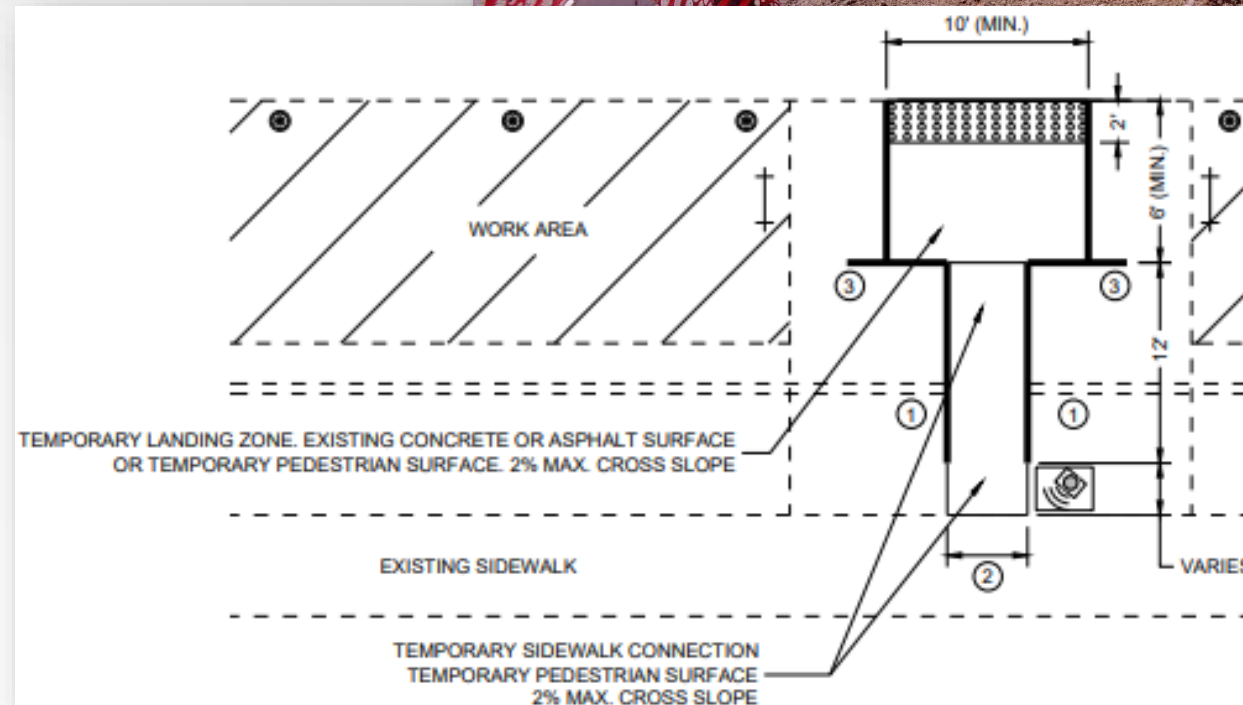 10' (MIN.)
2'
6' (MIN.)
WORK AREA
3
3
12'
1
1
TEMPORARY LANDING ZONE. EXISTING CONCRETE OR ASPHALT SURFACE
OR TEMPORARY PEDESTRIAN SURFACE. 2% MAX. CROSS SLOPE
EXISTING SIDEWALK
2
VARIES
TEMPORARY SIDEWALK CONNECTION
TEMPORARY PEDESTRIAN SURFACE
2% MAX. CROSS SLOPE